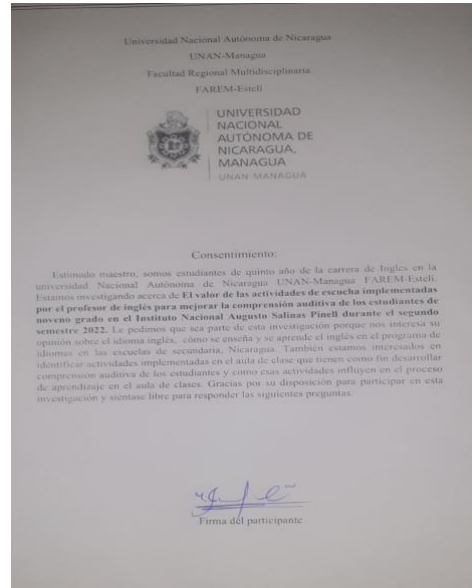 Universidad Nacional Autónoma de Nicaragua
UNAN-Managua
Facultad Regional Multidisciplinaria
FAREM-Estelí
UNIVERSIDAD
NACIONAL
AUTÓNOMA DE
NICARAGUA,
MANAGUA
UNAN-MANAGUA
Consentimiento:
Estimado maestro, somos estudiantes de quinto año de la carrera de Ingles en la
universidad Nacional Autónoma de Nicaragua UNAN-Managua FAREM-Esteli.
Estamos investigando acerca de El valor de las actividades de escucha implementadas
por el profesor de inglés para mejorar la comprensión auditiva de los estudiantes de
noveno grado en el Instituto Nacional Augusto Salinas Pinell durante el segundo
semestre 2022. Le pedimos que sea parte de esta investigación porque nos interesa su
opinión sobre el idioma inglés, cómo se enseña y se aprende el inglés en el programa de
idiomas en las escuelas de secundaria, Nicaragua. También estamos interesados en
identificar actividades implementadas en el aula de clase que tienen como fin desarrollar
comprensión auditiva de los estudiantes y como esas actividades influyen en el proceso
de aprendizaje en el aula de clases. Gracias por su disposición para participar en esta
investigación y siéntase libre para responder las siguientes preguntas.
Firma del participante